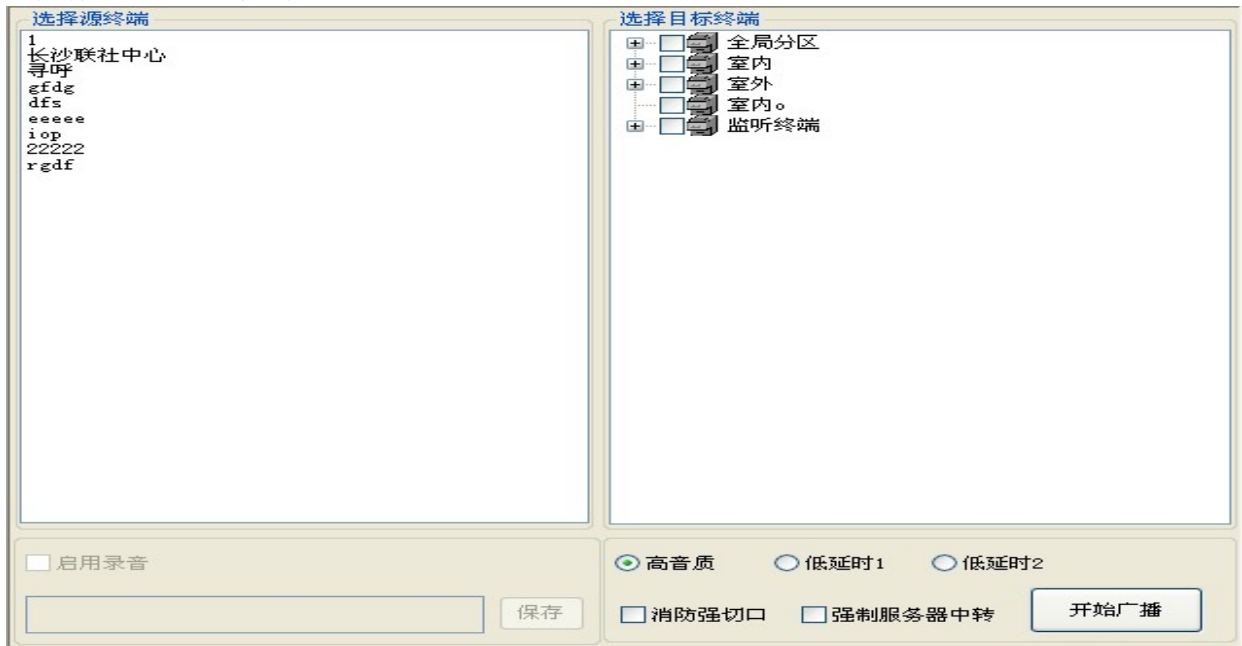 选择源终端
1
长沙联社中心
寻呼
gfdg
dfs
eeeee
iop
22222
rgdf
选择目标终端
全局分区
室内
室外
室内。
监听终端
启用录音
保存
高音质 低延时1 低延时2
消防强切口 强制服务器中转 开始广播